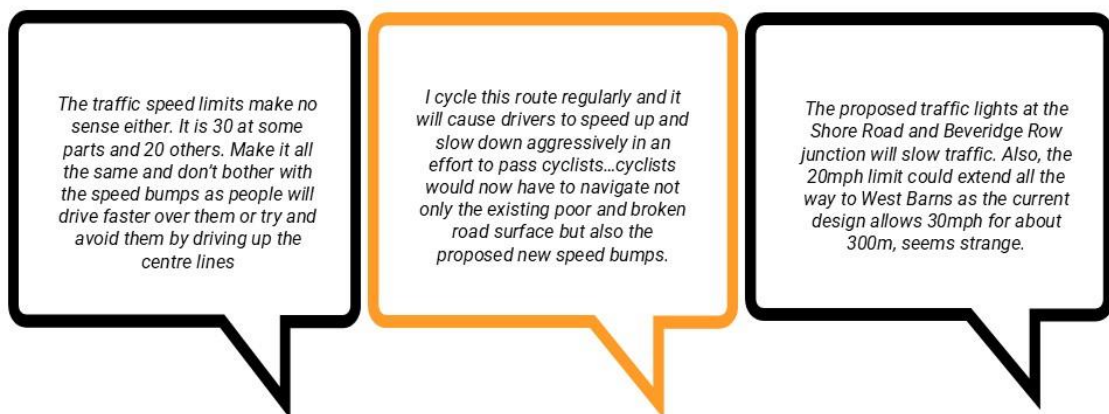 The traffic speed limits make no
sense either. It is 30 at some
parts and 20 others. Make it all
the same and don't bother with
the speed bumps as people will
drive faster over them or try and
avoid them by driving up the
centre lines
I cycle this route regularly and it
will cause drivers to speed up and
slow down aggressively in an
effort to pass cyclists...cyclists
would now have to navigate not
only the existing poor and broken
road surface but also the
proposed new speed bumps.
The proposed traffic lights at the
Shore Road and Beveridge Row
junction will slow traffic. Also, the
20mph limit could extend all the
way to West Barns as the current
design allows 30mph for about
300m, seems strange.